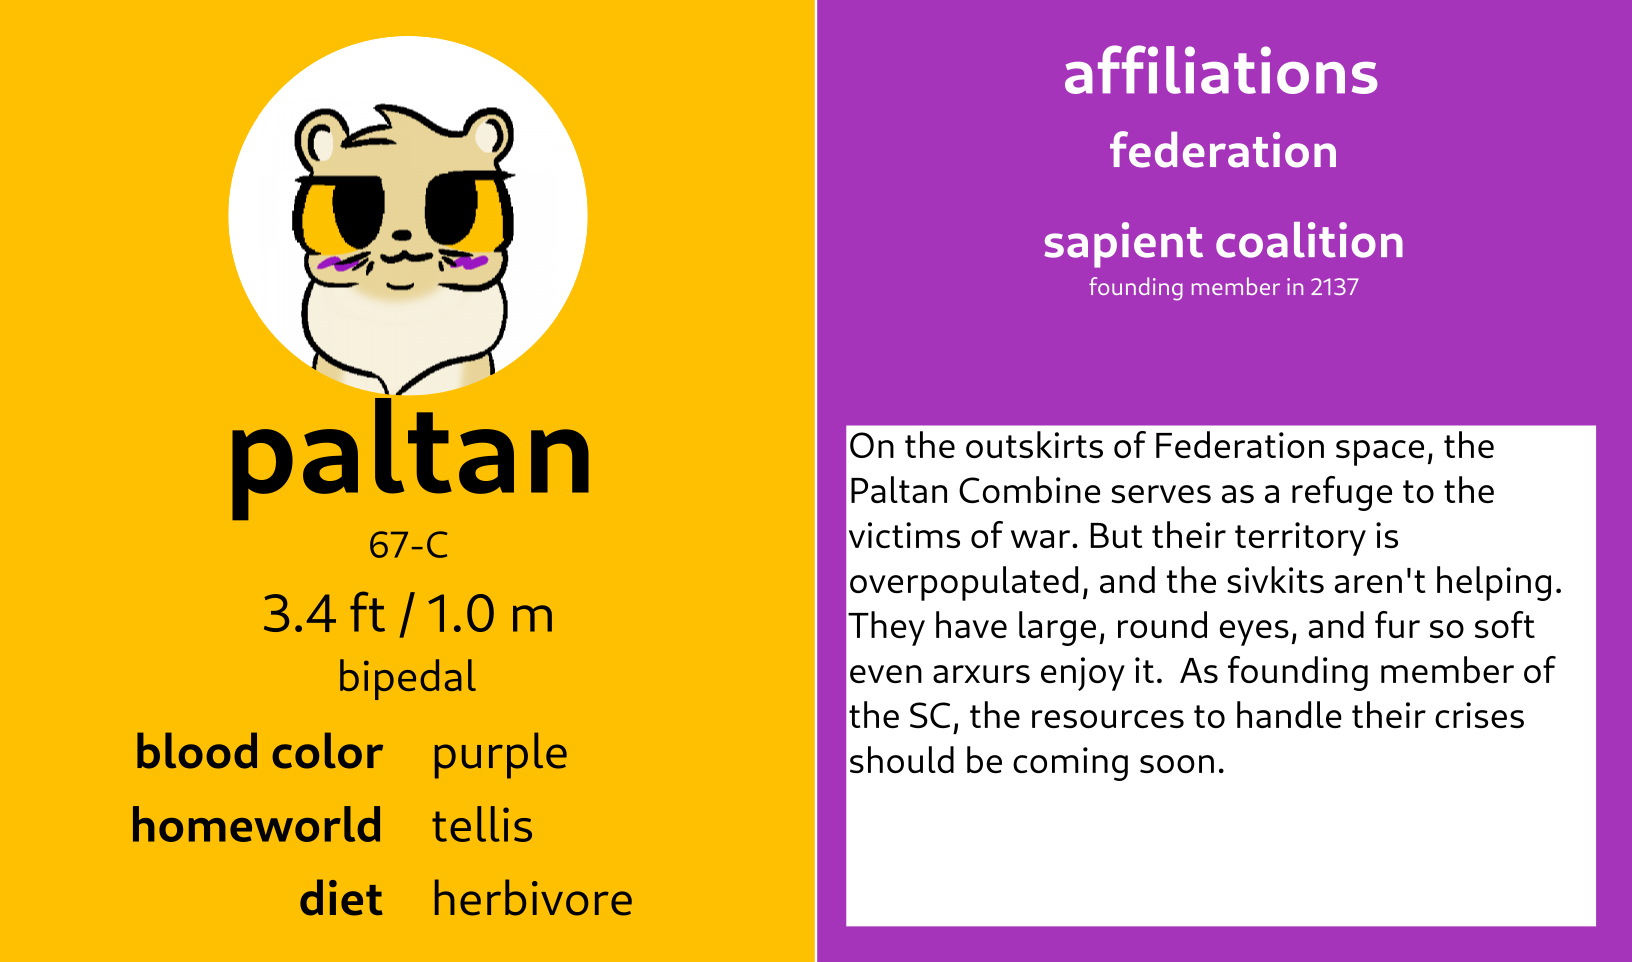 paltan
67-C
3.4 ft / 1.0 m
bipedal
blood color purple
homeworld tellis
diet herbivore
affiliations
federation
sapient coalition
founding member in 2137
On the outskirts of Federation space, the
Paltan Combine serves as a refuge to the
victims of war. But their territory is
overpopulated, and the sivkits aren't helping.
They have large, round eyes, and fur so soft
even arxurs enjoy it.  As founding member of
the SC, the resources to handle their crises
should be coming soon.